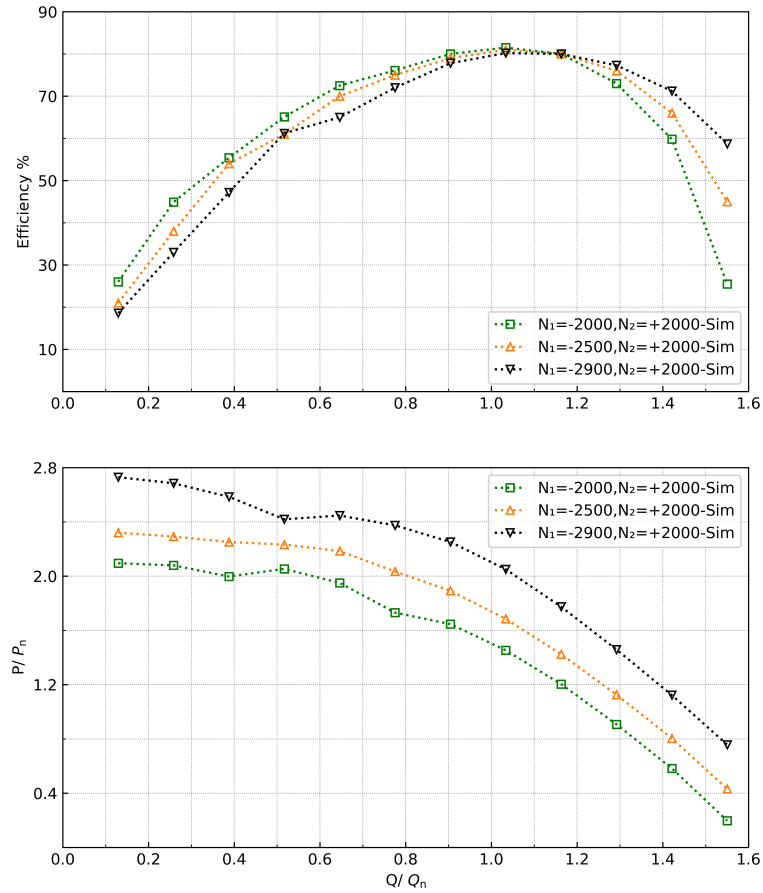 90
70
50
30
10
Efficiency %
N₁=-2000,N₂=+2000-Sim
N₁=-2500,N₂=+2000-Sim
N₁=-2900,N₂=+2000-Sim
0.0 0.2 0.4 0.6 0.8 1.0 1.2 1.4 1.6
2.8
2.0
1.2
0.4
P/ Pₙ
N₁=-2000,N₂=+2000-Sim
N₁=-2500,N₂=+2000-Sim
N₁=-2900,N₂=+2000-Sim
0.0 0.2 0.4 0.6 0.8 1.0 1.2 1.4 1.6
Q/ Qₙ